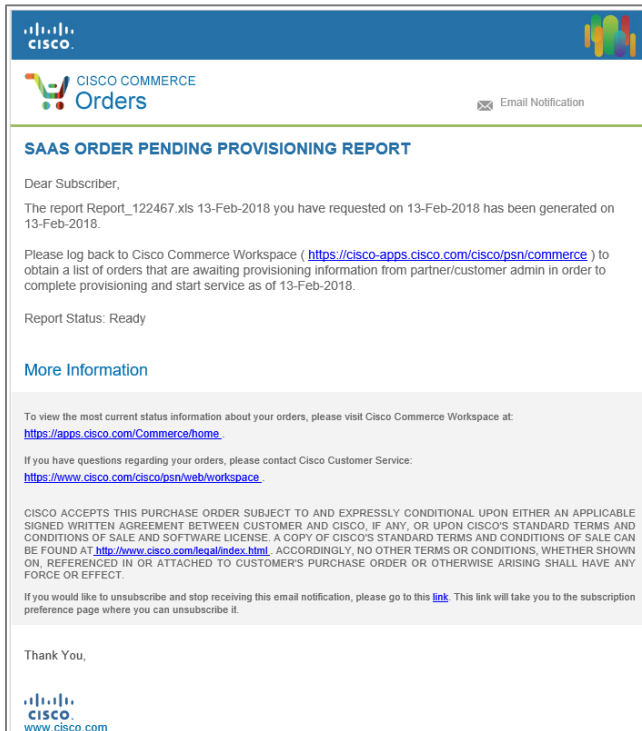 CISCO.
CISCO COMMERCE
Orders
Email Notification
SAAS ORDER PENDING PROVISIONING REPORT
Dear Subscriber,
The report Report_122467.xls 13-Feb-2018 you have requested on 13-Feb-2018 has been generated on
13-Feb-2018.
Please log back to Cisco Commerce Workspace ( https://cisco-apps.cisco.com/cisco/psn/commerce ) to
obtain a list of orders that are awaiting provisioning information from partner/customer admin in order to
complete provisioning and start service as of 13-Feb-2018.
Report Status: Ready
More Information
To view the most current status information about your orders, please visit Cisco Commerce Workspace at:
https://apps.cisco.com/Commerce/home .
If you have questions regarding your orders, please contact Cisco Customer Service:
https://www.cisco.com/cisco/psn/web/workspace .
CISCO ACCEPTS THIS PURCHASE ORDER SUBJECT TO AND EXPRESSLY CONDITIONAL UPON EITHER AN APPLICABLE
SIGNED WRITTEN AGREEMENT BETWEEN CUSTOMER AND CISCO, IF ANY, OR UPON CISCO'S STANDARD TERMS AND
CONDITIONS OF SALE AND SOFTWARE LICENSE. A COPY OF CISCO'S STANDARD TERMS AND CONDITIONS OF SALE CAN
BE FOUND AT http://www.cisco.com/legal/index.html . ACCORDINGLY, NO OTHER TERMS OR CONDITIONS, WHETHER SHOWN
ON, REFERENCED IN OR ATTACHED TO CUSTOMER'S PURCHASE ORDER OR OTHERWISE ARISING SHALL HAVE ANY
FORCE OR EFFECT.
If you would like to unsubscribe and stop receiving this email notification, please go to this link. This link will take you to the subscription
preference page where you can unsubscribe it.
Thank You,
CISCO.
www.cisco.com